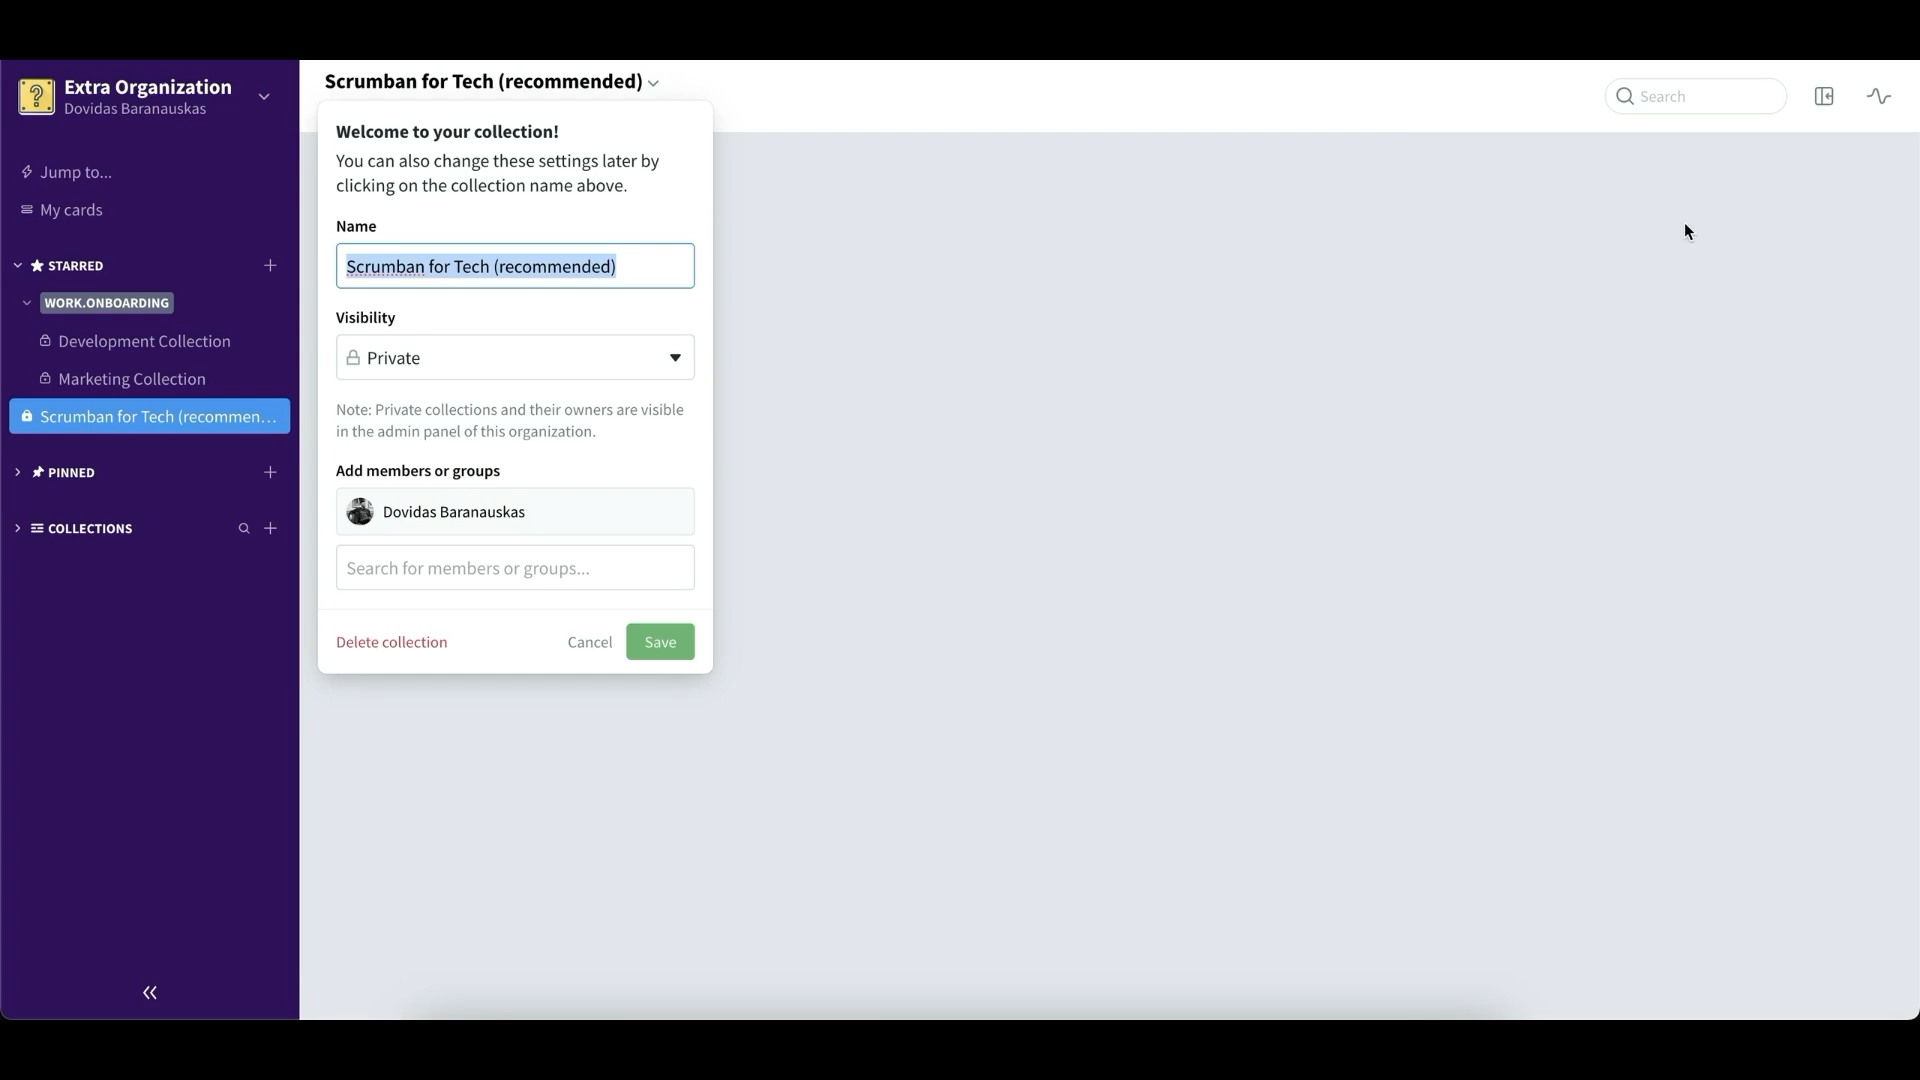 Extra Organization
Dovidas Baranauskas
Jump to...
My cards
STARRED
WORK.ONBOARDING
Development Collection
Marketing Collection
Scrumban for Tech (recommen...
PINNED
COLLECTIONS
Scrumban for Tech (recommended)
Search
Welcome to your collection!
You can also change these settings later by
clicking on the collection name above.
Name
Scrumban for Tech (recommended)
Visibility
Private
Note: Private collections and their owners are visible
in the admin panel of this organization.
Add members or groups
Dovidas Baranauskas
Search for members or groups...
Delete collection
Cancel
Save